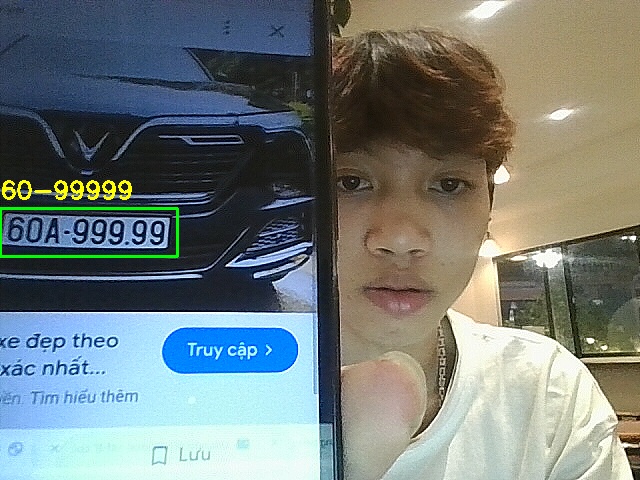 60-99999
60A-999.99
xe đẹp theo
xác nhất...
Truy cập >
Tìm hiểu thêm
Lưu